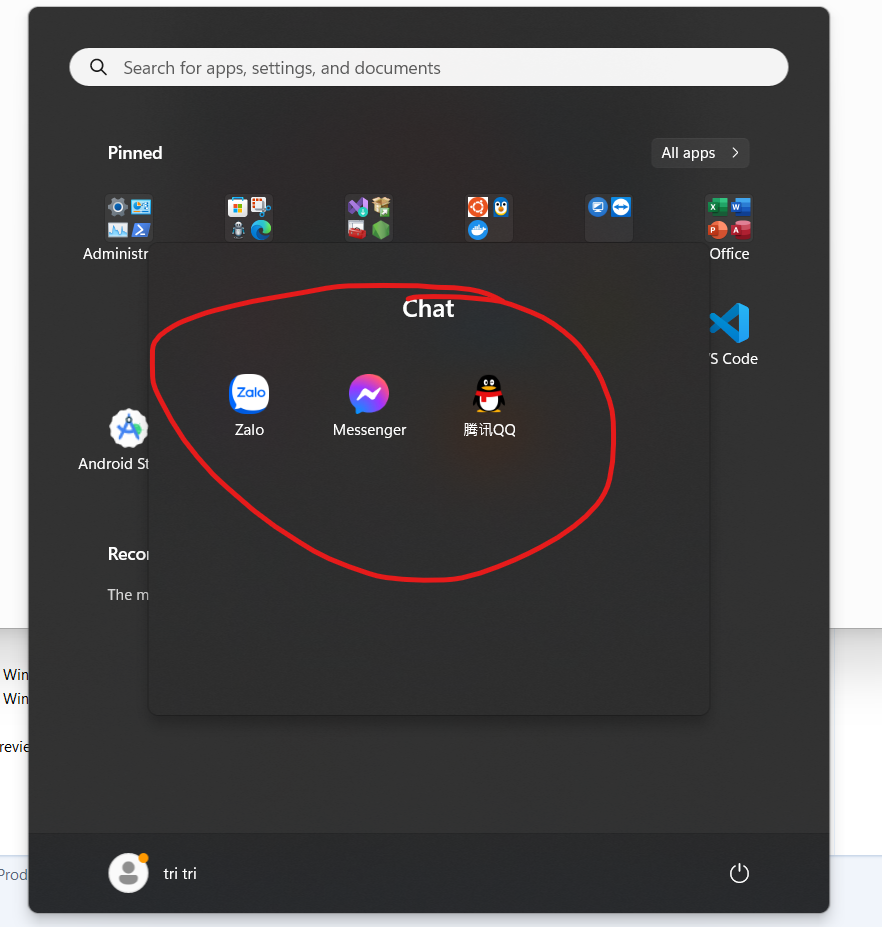 Search for apps, settings, and documents
Pinned
All apps
Administr
Office
Chat
S Code
Zalo
Zalo
Messenger
腾讯QQ
Android St
Recor
The m
Win
Win
revie
Prod
tri tri